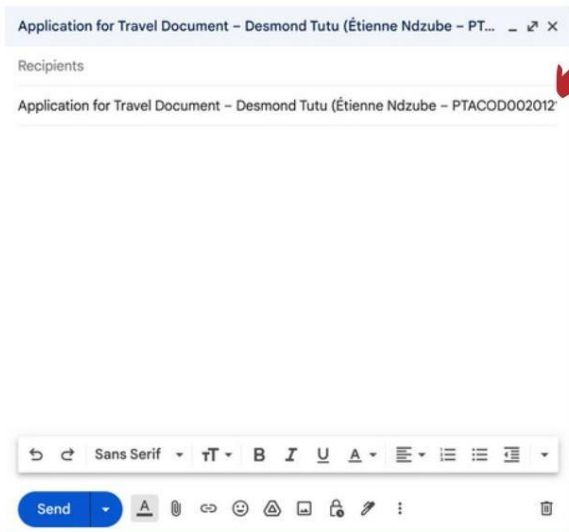 Application for Travel Document – Desmond Tutu (Étienne Ndzube – PT...
Recipients
Application for Travel Document – Desmond Tutu (Étienne Ndzube – PTACOD002012
Sans Serif
B I U A
Send A